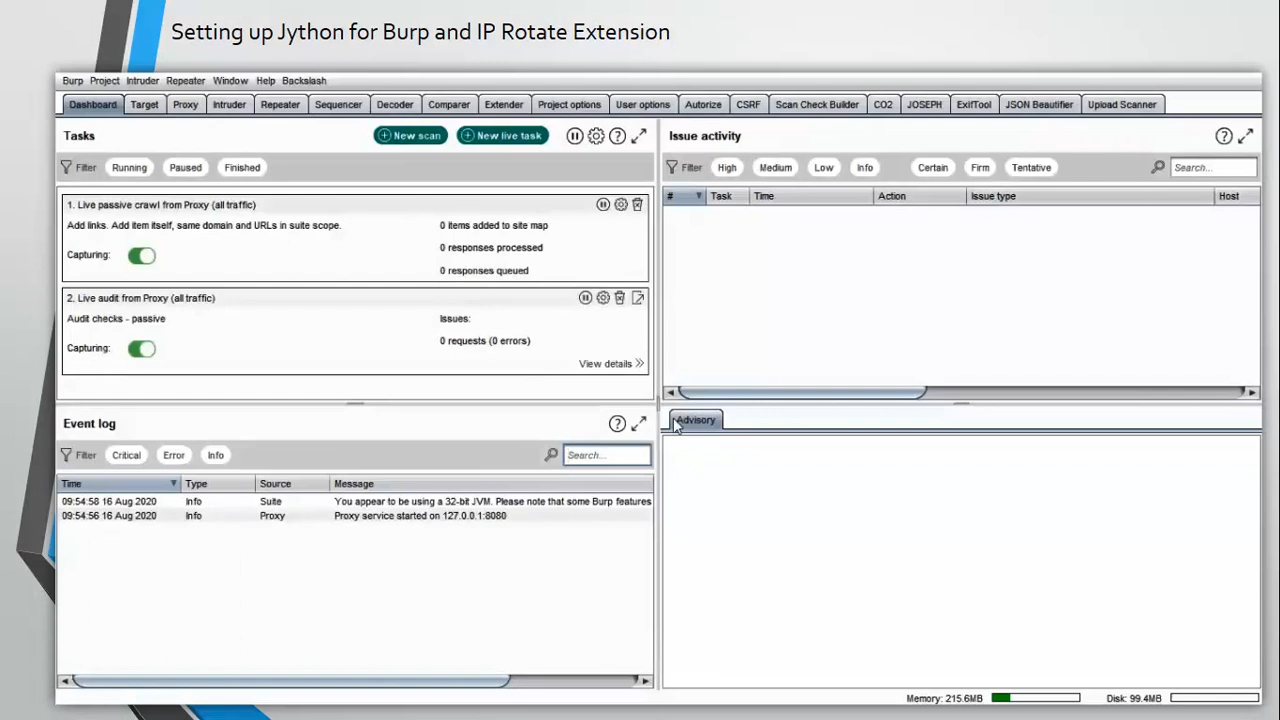 Setting up Jython for Burp and IP Rotate Extension
Burp Project Intruder Repeater Window Help Backslash
Dashboard Target Proxy Intruder Repeater Sequencer Decoder Comparer Extender Project options User options Autorize CSRF Scan Check Builder CO2 JOSEPH ExifTool JSON Beautifier Upload Scanner
Tasks
New scan
New live task
Filter Running Paused Finished
1. Live passive crawl from Proxy (all traffic)
Add links. Add item itself, same domain and URLs in suite scope.
0 items added to site map
0 responses processed
Capturing:
0 responses queued
2. Live audit from Proxy (all traffic)
Audit checks - passive
Issues:
0 requests (0 errors)
Capturing:
View details
Issue activity
Filter High Medium Low Info Certain Firm Tentative Search...
# Task Time Action Issue type Host
Event log
Filter Critical Error Info Search...
Time Type Source Message
09:54:58 16 Aug 2020 Info Suite You appear to be using a 32-bit JVM. Please note that some Burp features
09:54:56 16 Aug 2020 Info Proxy Proxy service started on 127.0.0.1:8080
Advisory
Memory: 215.6MB Disk: 99.4MB